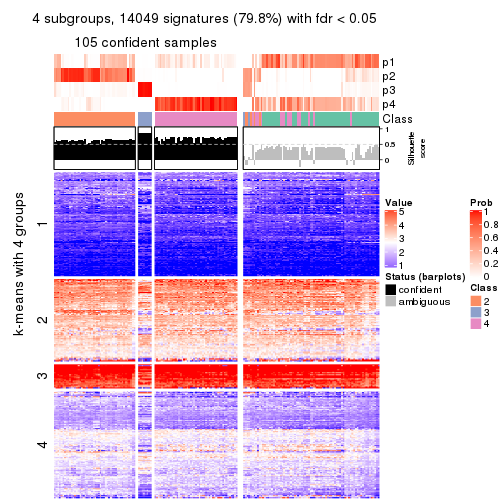 4 subgroups, 14049 signatures (79.8%) with fdr < 0.05
105 confident samples
p1
p2
p3
p4
Class
1
0.5
0
Silhouette
score
k-means with 4 groups
1
2
3
4
Value
5
4
3
2
1
Status (barplots)
confident
ambiguous
Prob
1
0.8
0.6
0.4
0.2
0
Class
2
3
4